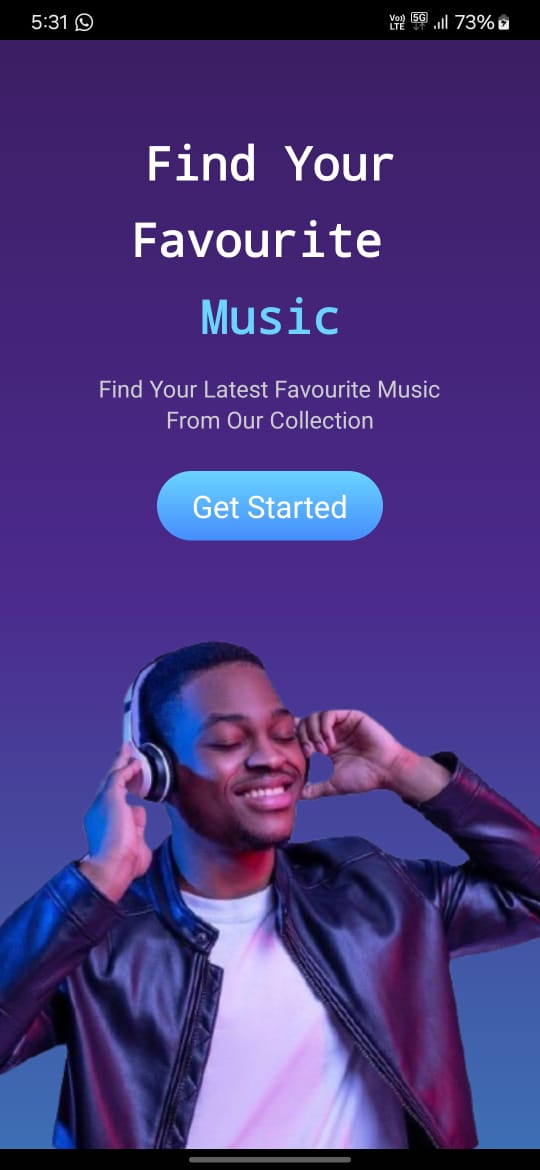 5:31
Vo)) LTE 5G 73%
Find Your
Favourite
Music
Find Your Latest Favourite Music
From Our Collection
Get Started